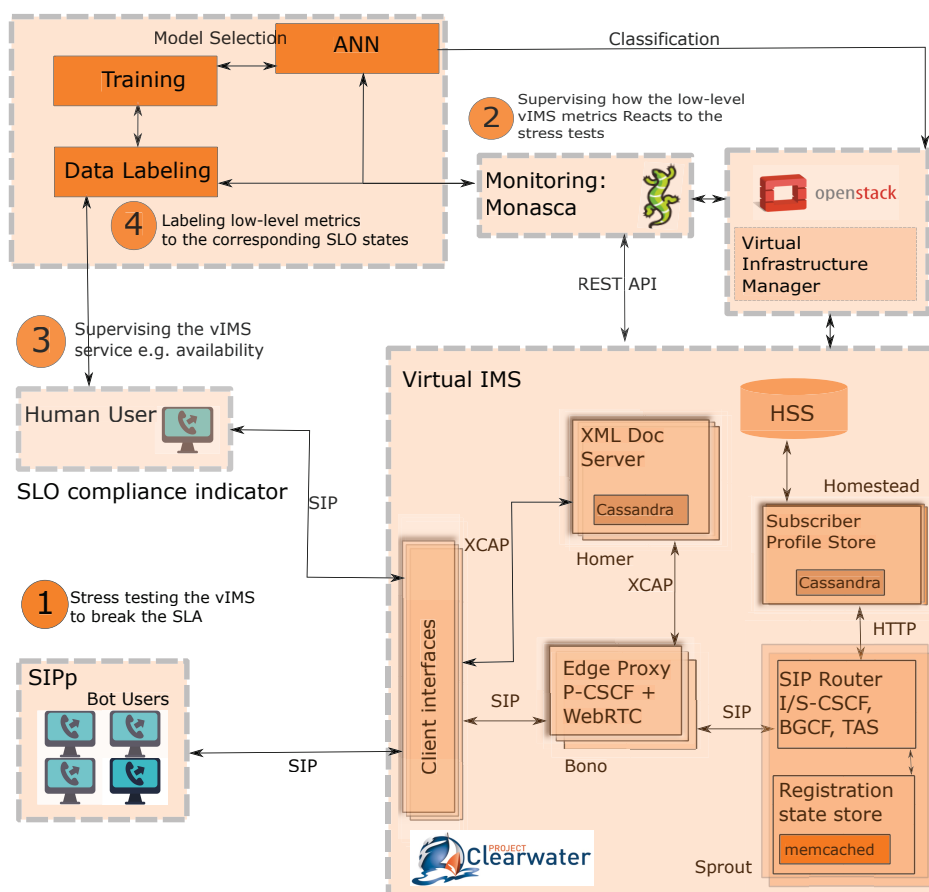 Model Selection
ANN
Classification
Training
Data Labeling
4
Labeling low-level metrics
to the corresponding SLO states
2
Supervising how the low-level
vIMS metrics Reacts to the
stress tests
Monitoring:
Monasca
openstack
Virtual
Infrastructure
Manager
REST API
3
Supervising the vIMS
service e.g. availability
Human User
SLO compliance indicator
SIP
1
Stress testing the vIMS
to break the SLA
SIPp
Bot Users
SIP
Virtual IMS
HSS
XML Doc
Server
Cassandra
Homer
XCAP
XCAP
Homestead
Subscriber
Profile Store
Cassandra
HTTP
Client interfaces
SIP
Edge Proxy
P-CSCF +
WebRTC
Bono
SIP
SIP Router
I/S-CSCF,
BGCF, TAS
Registration
state store
memcached
Sprout
PROJECT
Clearwater